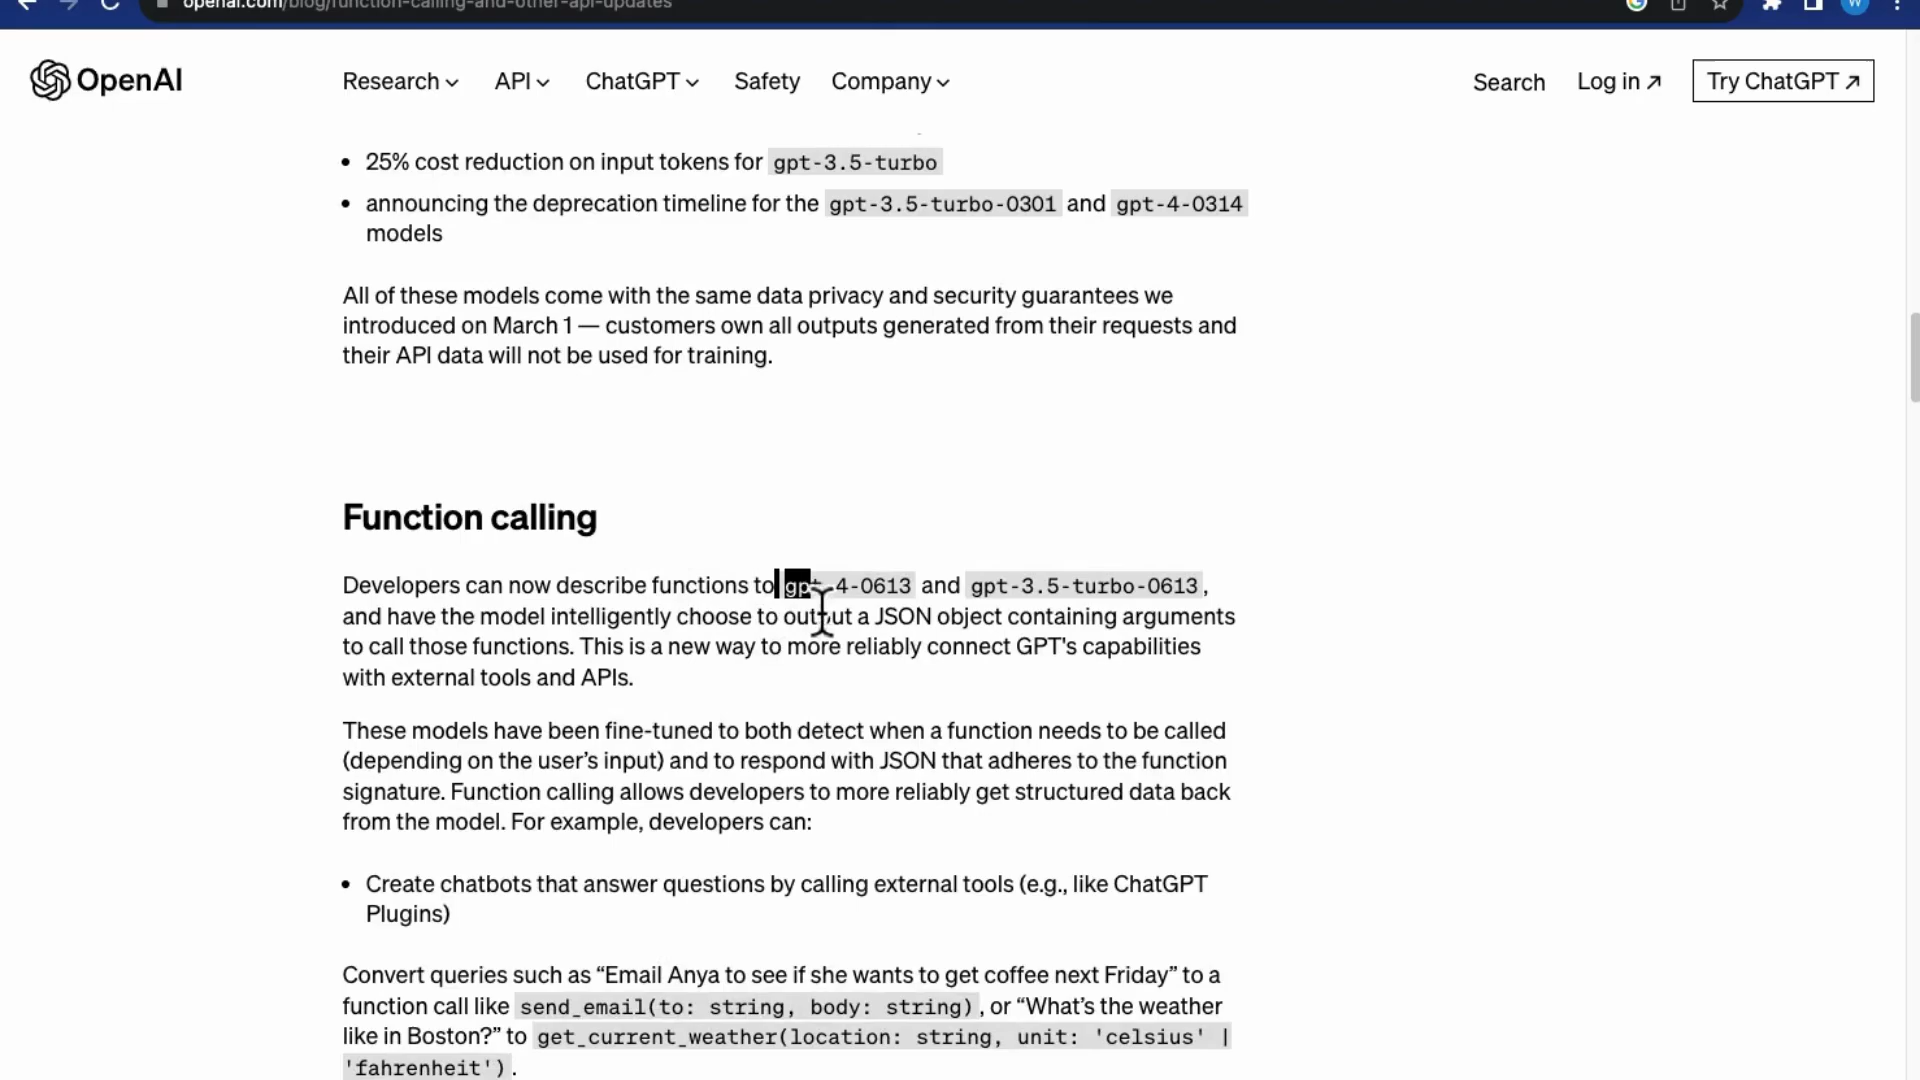 openai.com/blog/function-calling-and-other-api-updates
W
OpenAI
Research API ChatGPT Safety Company Search Log in ↗ Try ChatGPT ↗
• 25% cost reduction on input tokens for gpt-3.5-turbo
• announcing the deprecation timeline for the gpt-3.5-turbo-0301 and gpt-4-0314
models
All of these models come with the same data privacy and security guarantees we
introduced on March 1 — customers own all outputs generated from their requests and
their API data will not be used for training.
Function calling
Developers can now describe functions to gpt-4-0613 and gpt-3.5-turbo-0613,
and have the model intelligently choose to output a JSON object containing arguments
to call those functions. This is a new way to more reliably connect GPT's capabilities
with external tools and APIs.
These models have been fine-tuned to both detect when a function needs to be called
(depending on the user’s input) and to respond with JSON that adheres to the function
signature. Function calling allows developers to more reliably get structured data back
from the model. For example, developers can:
• Create chatbots that answer questions by calling external tools (e.g., like ChatGPT
Plugins)
Convert queries such as “Email Anya to see if she wants to get coffee next Friday” to a
function call like send_email(to: string, body: string), or “What’s the weather
like in Boston?” to get_current_weather(location: string, unit: 'celsius' |
'fahrenheit').